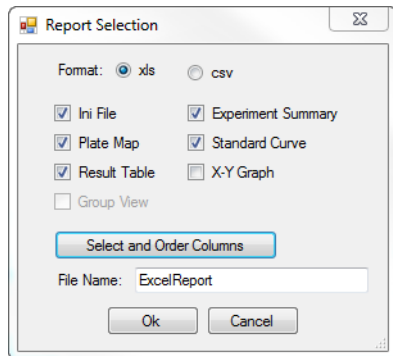 Report Selection
Format: xls csv
Ini File Experiment Summary
Plate Map Standard Curve
Result Table X-Y Graph
Group View
Select and Order Columns
File Name: ExcelReport
Ok Cancel